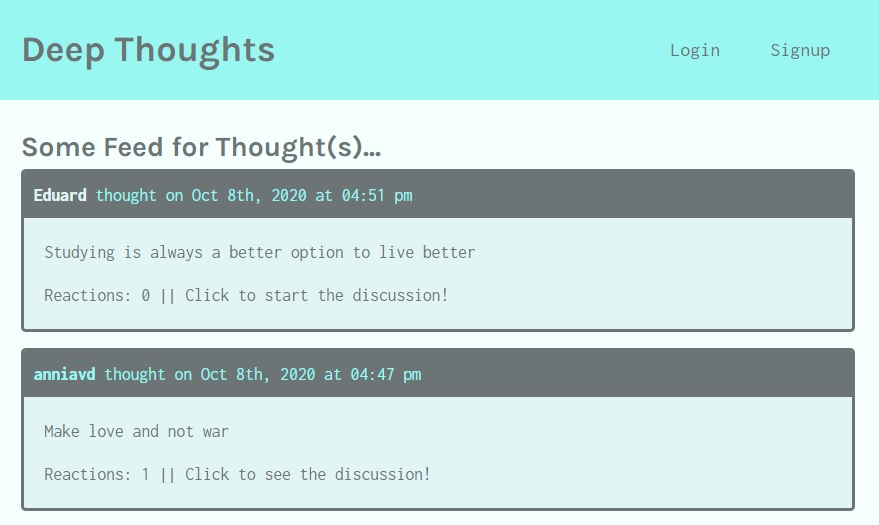 Deep Thoughts
Login Signup
Some Feed for Thought(s)...
Eduard thought on Oct 8th, 2020 at 04:51 pm
Studying is always a better option to live better
Reactions: 0 || Click to start the discussion!
anniavd thought on Oct 8th, 2020 at 04:47 pm
Make love and not war
Reactions: 1 || Click to see the discussion!